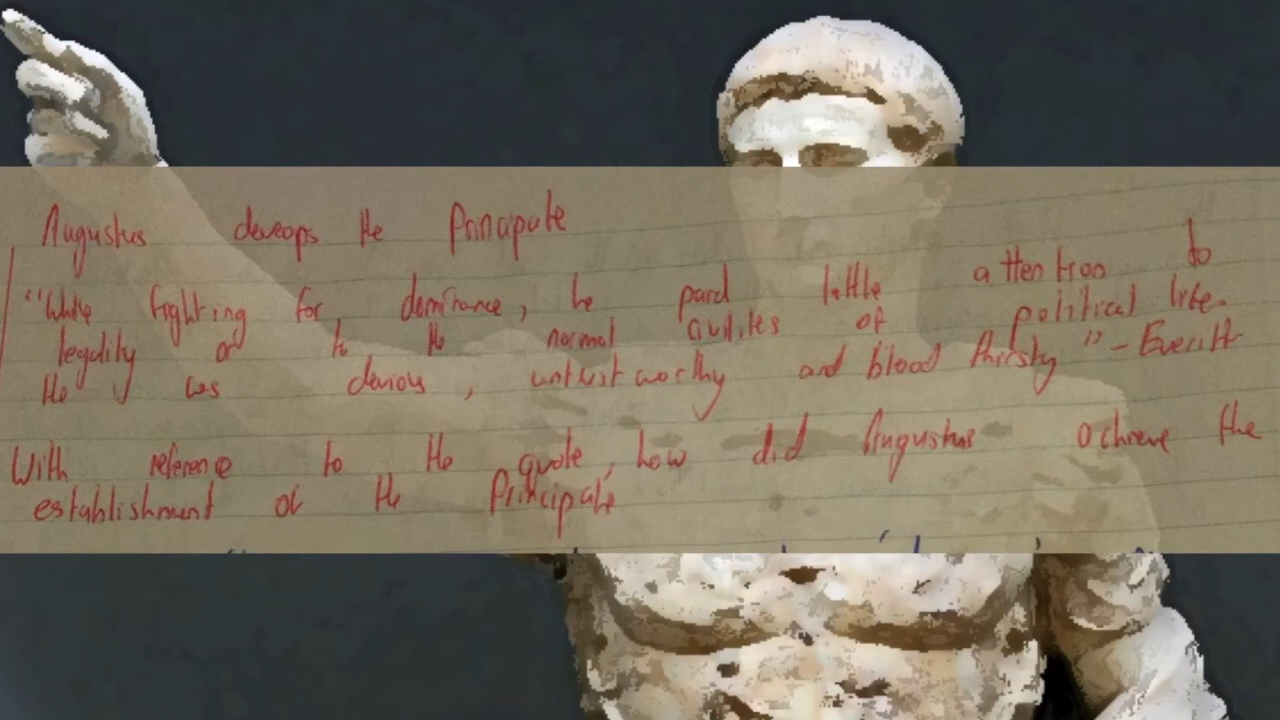 Augustus deveops the Principate
"While fighting for dominance, he paid little attention to
legality or to the normal civilites of political life.
He was devious, untrustworthy and blood thirsty" - Everitt
With reference to the quote, how did Augustus achieve the
establishment of the Principate